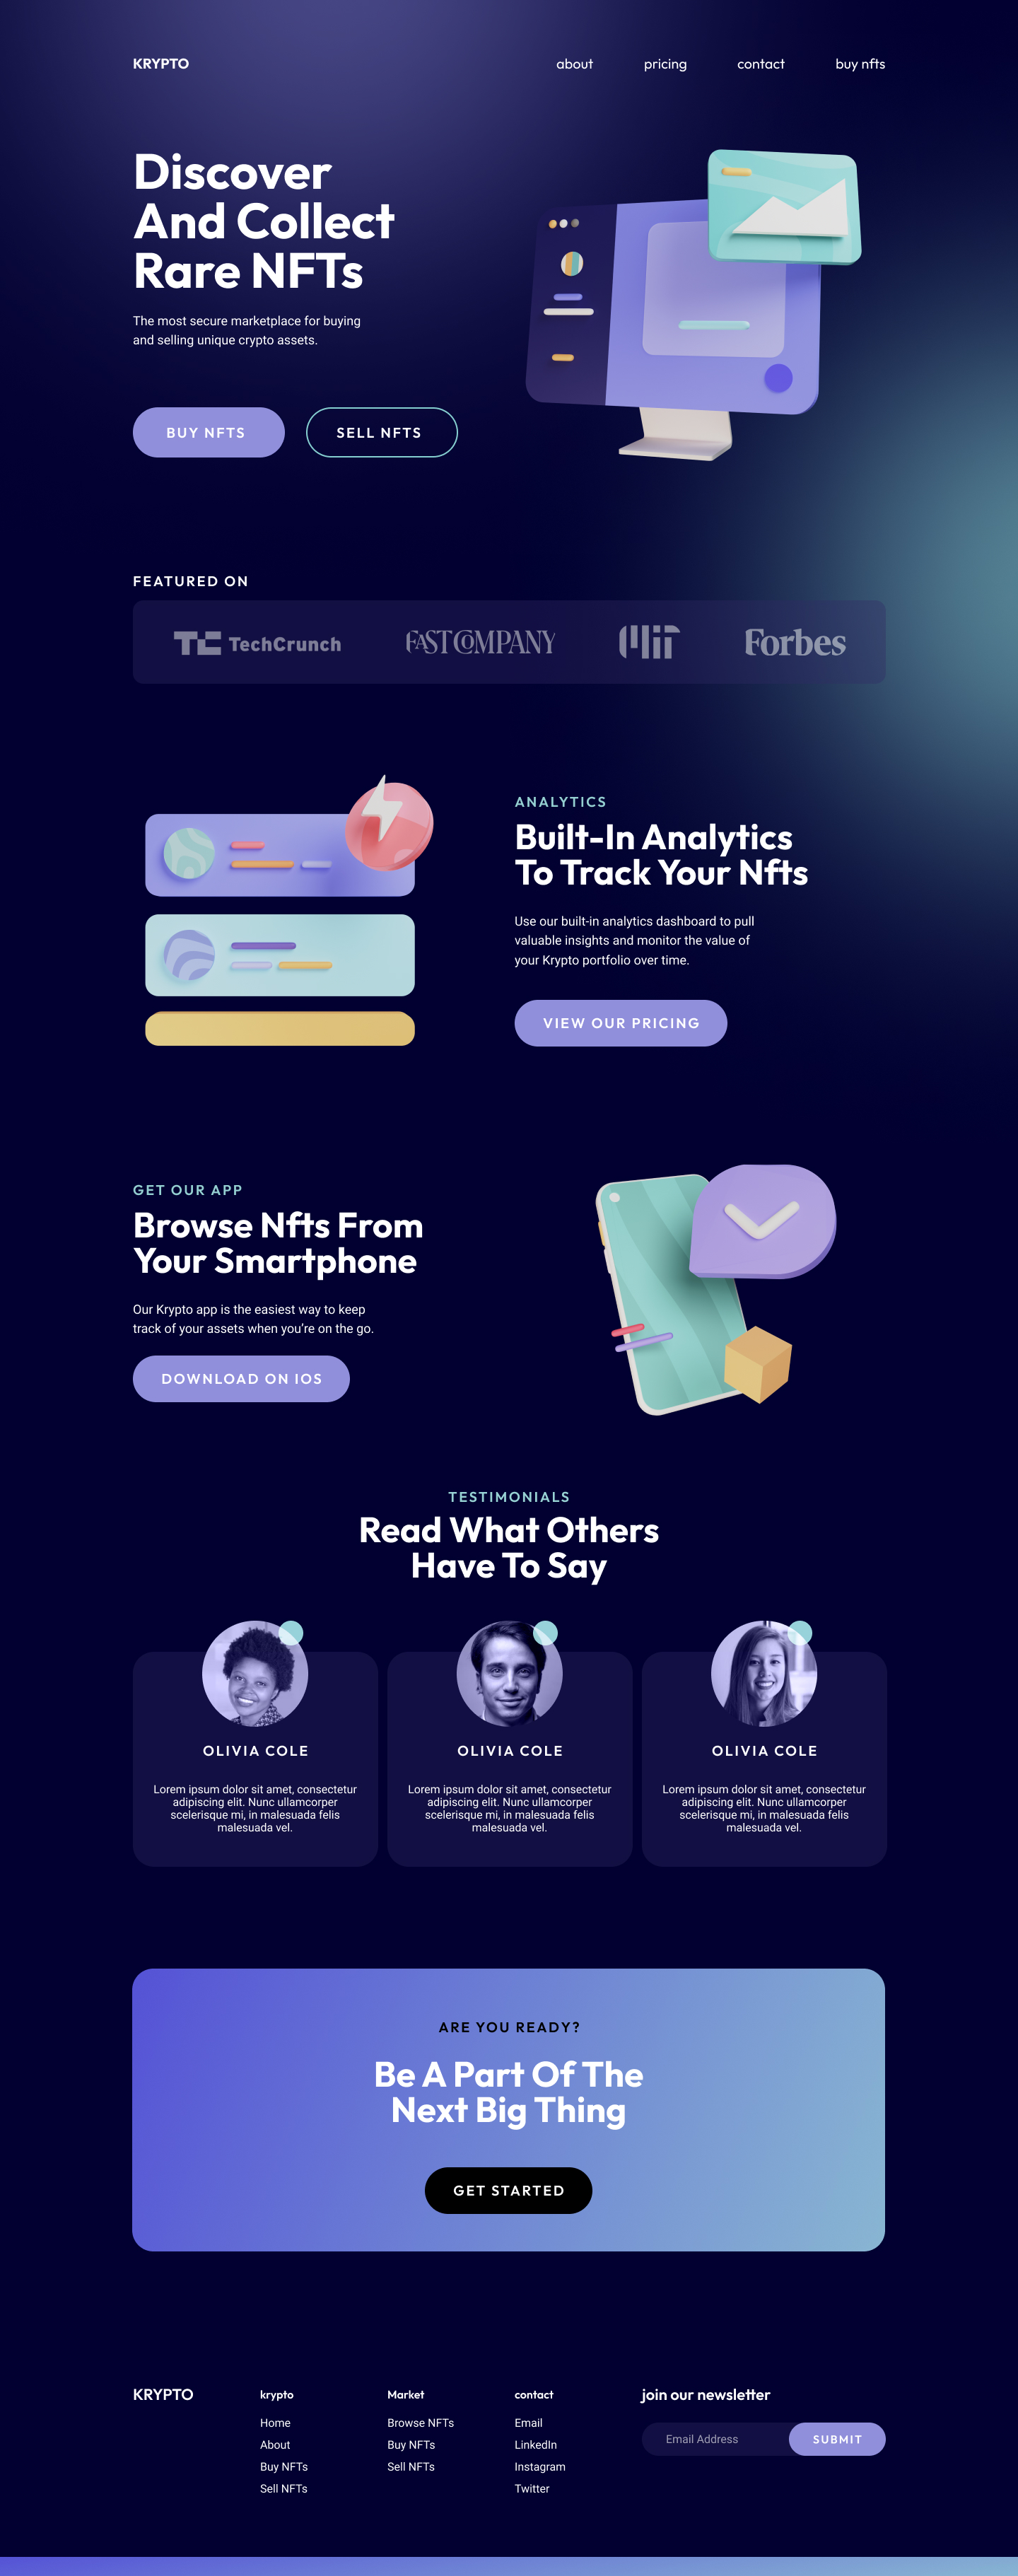 KRYPTO
about
pricing
contact
buy nfts
Discover
And Collect
Rare NFTs
The most secure marketplace for buying
and selling unique crypto assets.
BUY NFTS
SELL NFTS
FEATURED ON
TC TechCrunch
FAST COMPANY
MIT
Forbes
ANALYTICS
Built-In Analytics
To Track Your Nfts
Use our built-in analytics dashboard to pull
valuable insights and monitor the value of
your Krypto portfolio over time.
VIEW OUR PRICING
GET OUR APP
Browse Nfts From
Your Smartphone
Our Krypto app is the easiest way to keep
track of your assets when you’re on the go.
DOWNLOAD ON IOS
TESTIMONIALS
Read What Others
Have To Say
OLIVIA COLE
Lorem ipsum dolor sit amet, consectetur
adipiscing elit. Nunc ullamcorper
scelerisque mi, in malesuada felis
malesuada vel.
OLIVIA COLE
Lorem ipsum dolor sit amet, consectetur
adipiscing elit. Nunc ullamcorper
scelerisque mi, in malesuada felis
malesuada vel.
OLIVIA COLE
Lorem ipsum dolor sit amet, consectetur
adipiscing elit. Nunc ullamcorper
scelerisque mi, in malesuada felis
malesuada vel.
ARE YOU READY?
Be A Part Of The
Next Big Thing
GET STARTED
KRYPTO
krypto
Home
About
Buy NFTs
Sell NFTs
Market
Browse NFTs
Buy NFTs
Sell NFTs
contact
Email
LinkedIn
Instagram
Twitter
join our newsletter
Email Address
SUBMIT